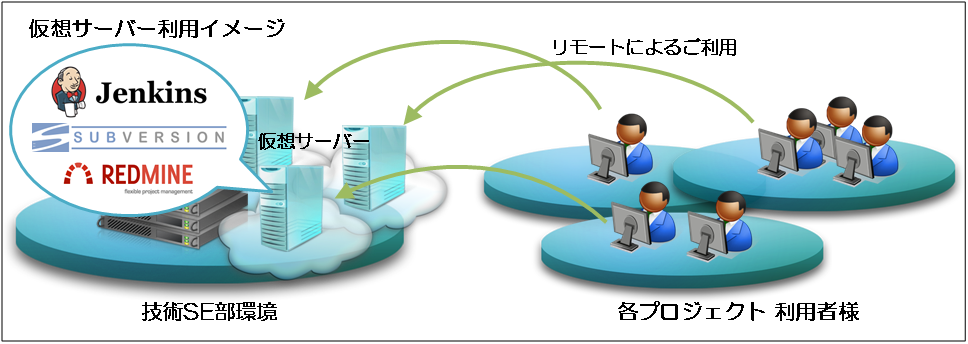 仮想サーバー利用イメージ
リモートによるご利用
Jenkins
SUBVERSION
仮想サーバー
REDMINE
flexible project management
技術SE部環境
各プロジェクト 利用者様